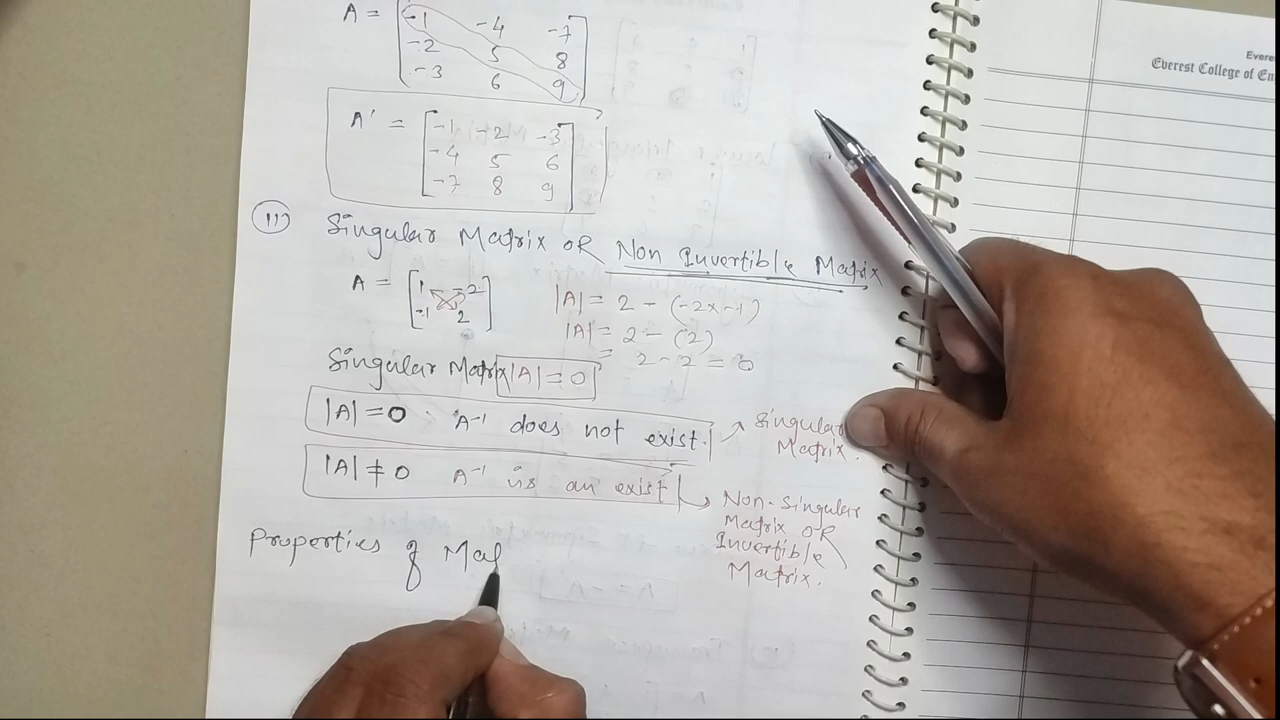 A = [-1 -4 -7
-2 5 8
-3 6 9]
A' = [-1 -2 -3
-4 5 6
-7 8 9]
11) Singular Matrix OR Non Invertible Matrix
A = [1 -2
-1 2]
|A| = 2 - (-2x-1)
|A| = 2 - (2)
= 2 - 2 = 0
Singular Matrix |A| = 0
|A| = 0 . A⁻¹ does not exist. → Singular
Matrix.
|A| ≠ 0 A⁻¹ is an exist → Non-Singular
Matrix OR
Invertible
Matrix.
Properties of Mat
Everest College of En